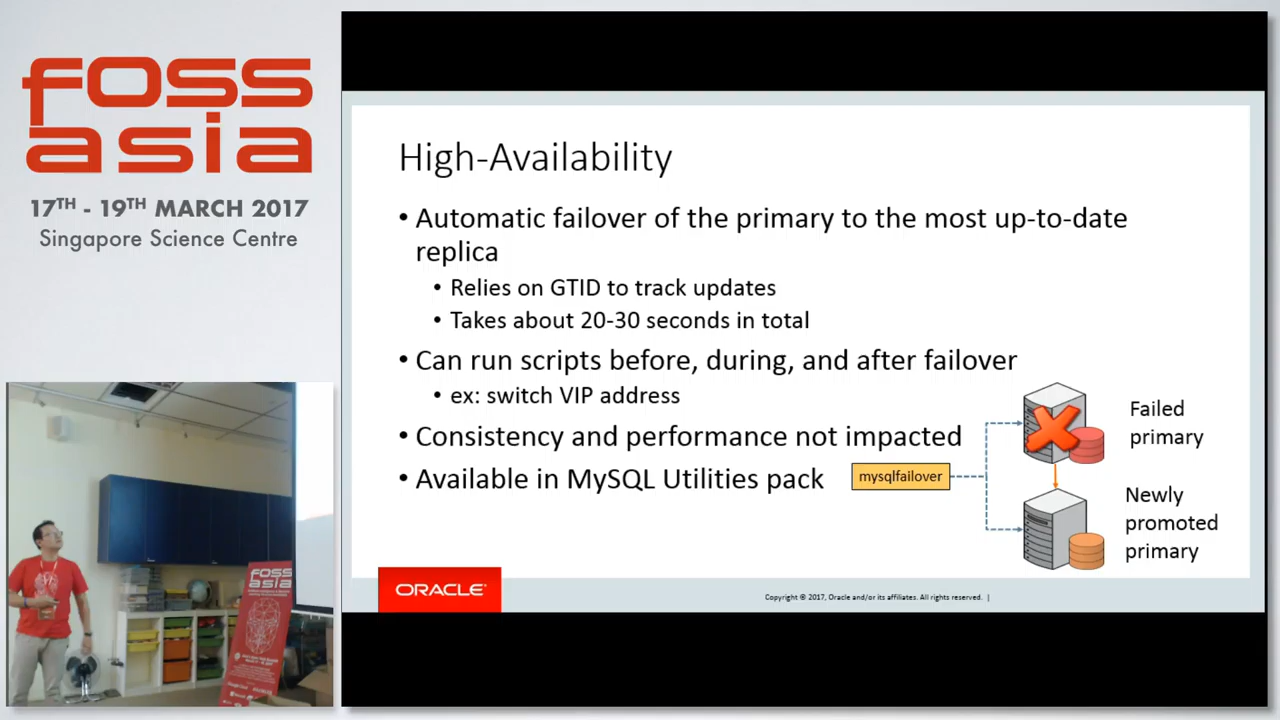 foss
asia
17TH - 19TH MARCH 2017
Singapore Science Centre
High-Availability
• Automatic failover of the primary to the most up-to-date
replica
• Relies on GTID to track updates
• Takes about 20-30 seconds in total
• Can run scripts before, during, and after failover
• ex: switch VIP address
• Consistency and performance not impacted
• Available in MySQL Utilities pack
mysqlfailover
Failed
primary
Newly
promoted
primary
ORACLE
Copyright © 2017, Oracle and/or its affiliates. All rights reserved. |
foss
asia